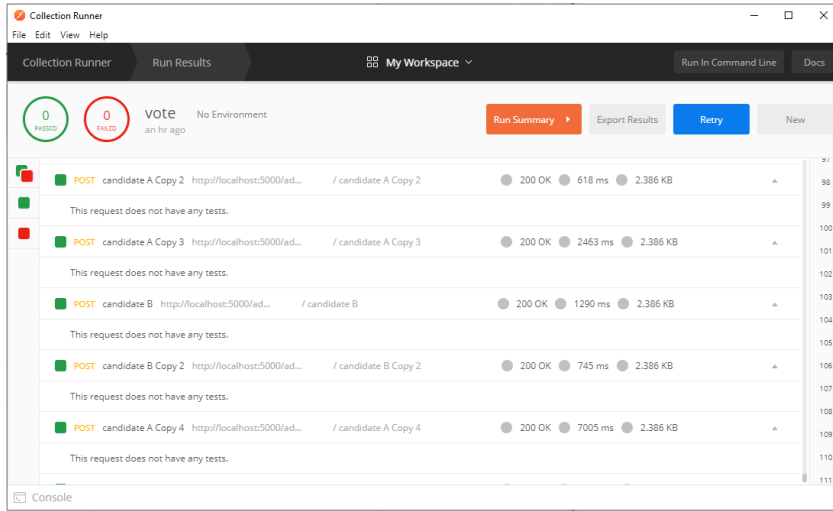 Collection Runner
File Edit View Help
Collection Runner Run Results My Workspace Run In Command Line Docs
0 PASSED 0 FAILED vote No Environment Run Summary Export Results Retry New
an hr ago
97
POST candidate A Copy 2 http://localhost:5000/ad... / candidate A Copy 2 200 OK 618 ms 2.386 KB 98
This request does not have any tests. 99
100
POST candidate A Copy 3 http://localhost:5000/ad... / candidate A Copy 3 200 OK 2463 ms 2.386 KB
101
This request does not have any tests. 102
103
POST candidate B http://localhost:5000/ad... / candidate B 200 OK 1290 ms 2.386 KB
104
This request does not have any tests.
105
POST candidate B Copy 2 http://localhost:5000/ad... / candidate B Copy 2 200 OK 745 ms 2.386 KB 106
107
This request does not have any tests.
108
POST candidate A Copy 4 http://localhost:5000/ad... / candidate A Copy 4 200 OK 7005 ms 2.386 KB
109
This request does not have any tests. 110
111
Console